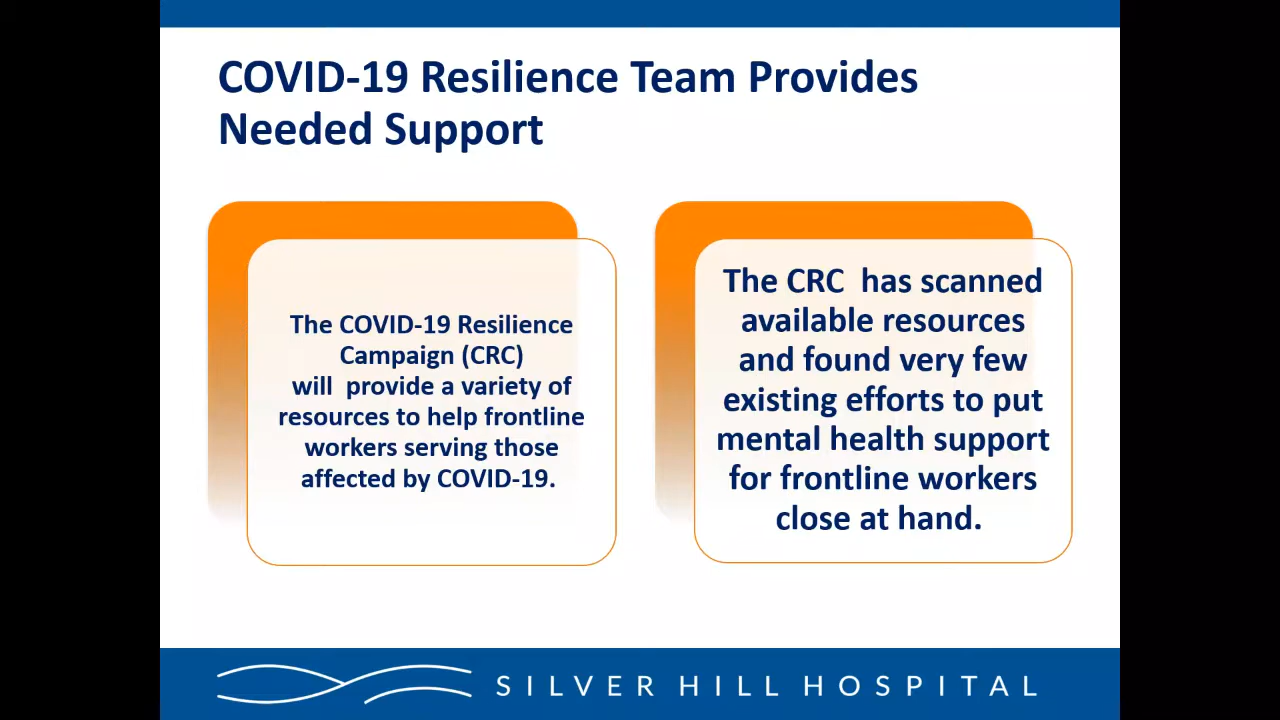 COVID-19 Resilience Team Provides
Needed Support
The COVID-19 Resilience
Campaign (CRC)
will  provide a variety of
resources to help frontline
workers serving those
affected by COVID-19.
The CRC  has scanned
available resources
and found very few
existing efforts to put
mental health support
for frontline workers
close at hand.
SILVER HILL HOSPITAL